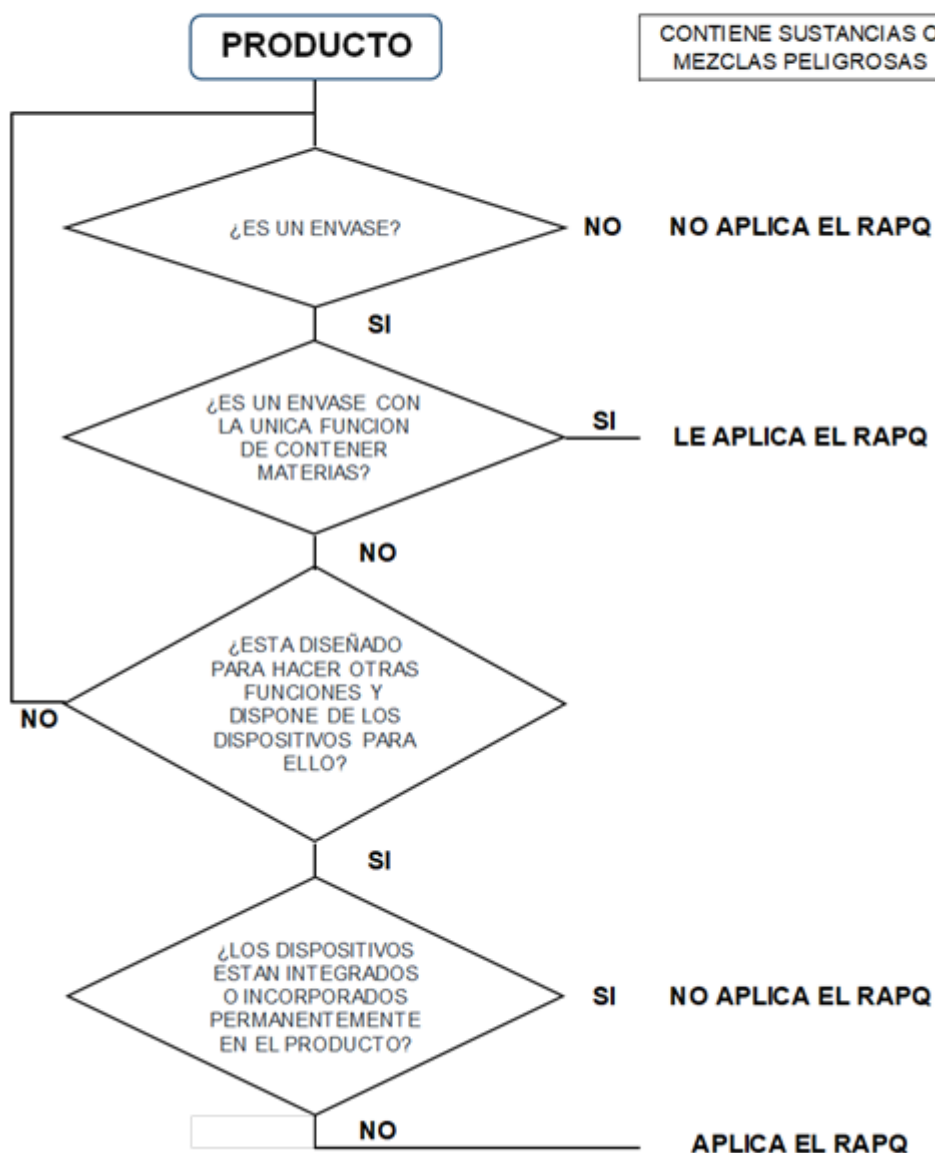 PRODUCTO
CONTIENE SUSTANCIAS O
MEZCLAS PELIGROSAS
¿ES UN ENVASE?
NO
NO APLICA EL RAPQ
SI
¿ES UN ENVASE CON
LA UNICA FUNCION
DE CONTENER
MATERIAS?
SI
LE APLICA EL RAPQ
NO
¿ESTA DISEÑADO
PARA HACER OTRAS
FUNCIONES Y
DISPONE DE LOS
DISPOSITIVOS PARA
ELLO?
NO
SI
¿LOS DISPOSITIVOS
ESTAN INTEGRADOS
O INCORPORADOS
PERMANENTEMENTE
EN EL PRODUCTO?
SI
NO APLICA EL RAPQ
NO
APLICA EL RAPQ